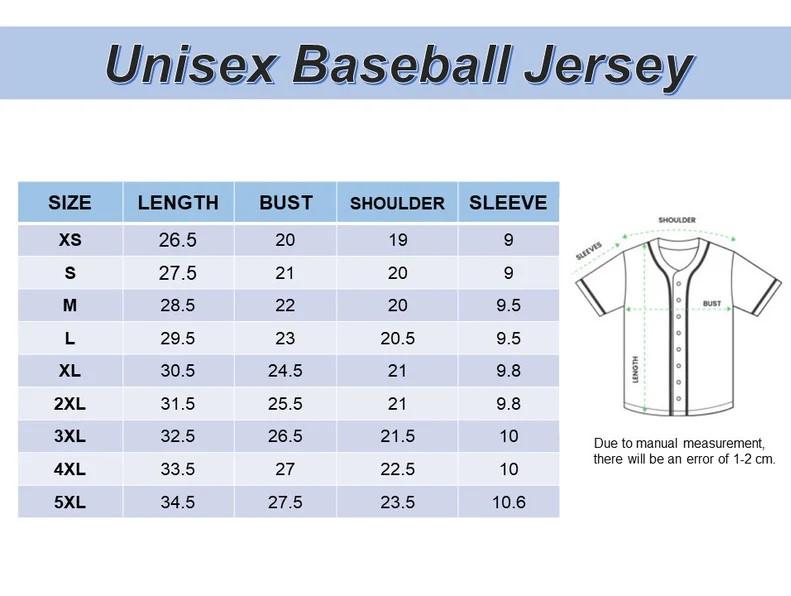 Unisex Baseball Jersey
SIZE LENGTH BUST SHOULDER SLEEVE
XS 26.5 20 19 9
S 27.5 21 20 9
M 28.5 22 20 9.5
L 29.5 23 20.5 9.5
XL 30.5 24.5 21 9.8
2XL 31.5 25.5 21 9.8
3XL 32.5 26.5 21.5 10
4XL 33.5 27 22.5 10
5XL 34.5 27.5 23.5 10.6
SHOULDER
SLEEVES
BUST
LENGTH
Due to manual measurement,
there will be an error of 1-2 cm.